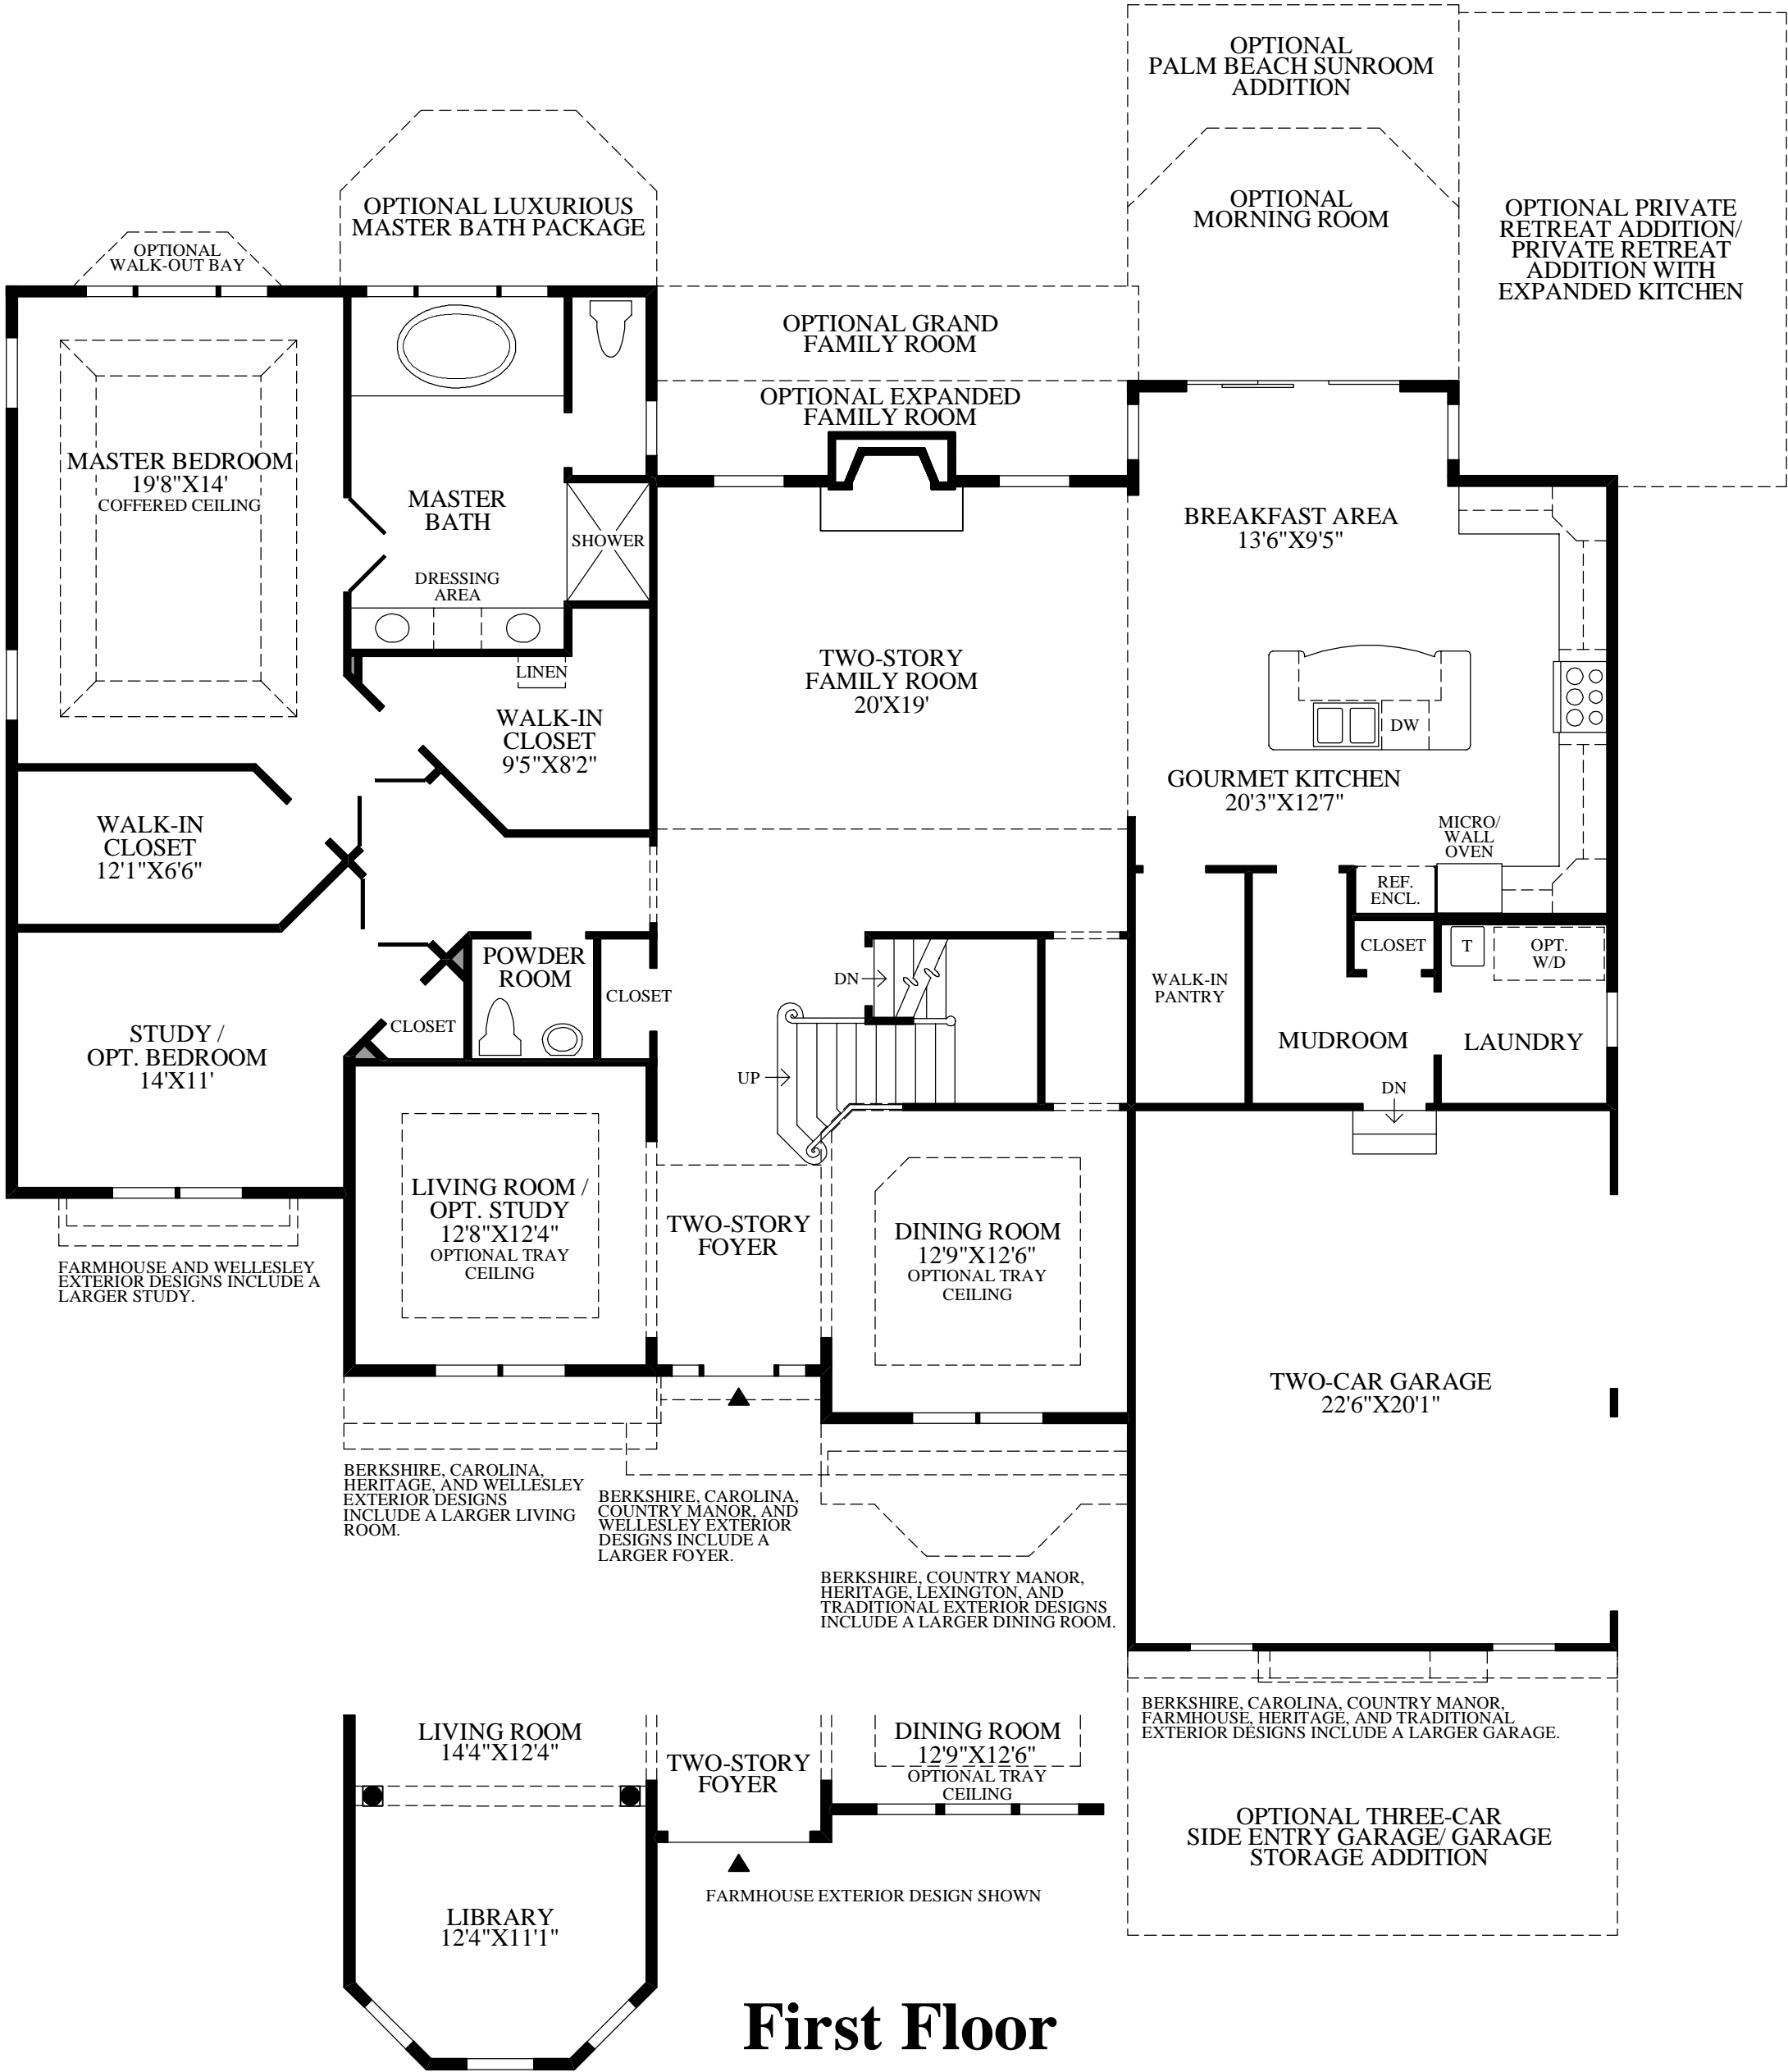 OPTIONAL
PALM BEACH SUNROOM
ADDITION
OPTIONAL
MORNING ROOM
OPTIONAL PRIVATE
RETREAT ADDITION/
PRIVATE RETREAT
ADDITION WITH
EXPANDED KITCHEN
OPTIONAL LUXURIOUS
MASTER BATH PACKAGE
OPTIONAL
WALK-OUT BAY
OPTIONAL GRAND
FAMILY ROOM
OPTIONAL EXPANDED
FAMILY ROOM
MASTER BEDROOM
19'8"X14'
COFFERED CEILING
MASTER
BATH
SHOWER
DRESSING
AREA
BREAKFAST AREA
13'6"X9'5"
LINEN
WALK-IN
CLOSET
9'5"X8'2"
TWO-STORY
FAMILY ROOM
20'X19'
DW
GOURMET KITCHEN
20'3"X12'7"
MICRO/
WALL
OVEN
REF.
ENCL.
WALK-IN
CLOSET
12'1"X6'6"
POWDER
ROOM
CLOSET
CLOSET
DN
UP
WALK-IN
PANTRY
CLOSET
T
OPT.
W/D
MUDROOM
LAUNDRY
DN
STUDY /
OPT. BEDROOM
14'X11'
LIVING ROOM /
OPT. STUDY
12'8"X12'4"
OPTIONAL TRAY
CEILING
TWO-STORY
FOYER
DINING ROOM
12'9"X12'6"
OPTIONAL TRAY
CEILING
TWO-CAR GARAGE
22'6"X20'1"
FARMHOUSE AND WELLESLEY
EXTERIOR DESIGNS INCLUDE A
LARGER STUDY.
BERKSHIRE, CAROLINA,
HERITAGE, AND WELLESLEY
EXTERIOR DESIGNS
INCLUDE A LARGER LIVING
ROOM.
BERKSHIRE, CAROLINA,
COUNTRY MANOR, AND
WELLESLEY EXTERIOR
DESIGNS INCLUDE A
LARGER FOYER.
BERKSHIRE, COUNTRY MANOR,
HERITAGE, LEXINGTON, AND
TRADITIONAL EXTERIOR DESIGNS
INCLUDE A LARGER DINING ROOM.
BERKSHIRE, CAROLINA, COUNTRY MANOR,
FARMHOUSE, HERITAGE, AND TRADITIONAL
EXTERIOR DESIGNS INCLUDE A LARGER GARAGE.
LIVING ROOM
14'4"X12'4"
TWO-STORY
FOYER
DINING ROOM
12'9"X12'6"
OPTIONAL TRAY
CEILING
OPTIONAL THREE-CAR
SIDE ENTRY GARAGE/ GARAGE
STORAGE ADDITION
FARMHOUSE EXTERIOR DESIGN SHOWN
LIBRARY
12'4"X11'1"
First Floor